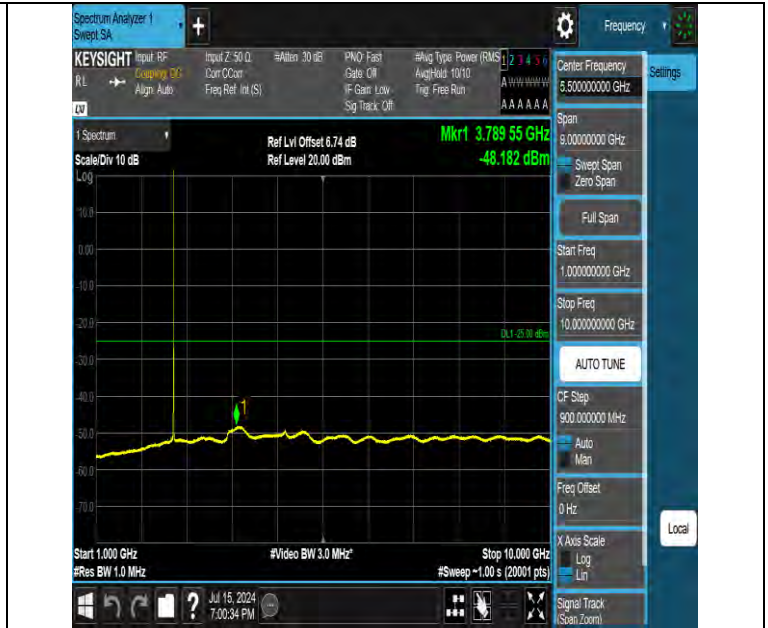 Spectrum Analyzer 1
Swept SA
+
Frequency
KEYSIGHT
RL
Input: RF
Coupling: DC
Align: Auto
Input Z: 50 Ω
Corr CCorr
Freq Ref: Int (S)
#Atten: 30 dB
PNO: Fast
Gate: Off
IF Gain: Low
Sig Track: Off
#Avg Type: Power (RMS
Avg|Hold: 10/10
Trig: Free Run
1 2 3 4 5 6
A W W W W W
A A A A A A
Center Frequency
5.500000000 GHz
Settings
1 Spectrum
Scale/Div 10 dB
Log
Ref Lvl Offset 6.74 dB
Ref Level 20.00 dBm
Mkr1 3.789 55 GHz
-48.182 dBm
Span
9.00000000 GHz
Swept Span
Zero Span
Full Span
Start Freq
1.000000000 GHz
Stop Freq
10.000000000 GHz
AUTO TUNE
CF Step
900.000000 MHz
Auto
Man
Freq Offset
0 Hz
X Axis Scale
Log
Lin
Signal Track
(Span Zoom)
Local
10.0
0.00
-10.0
-20.0
-30.0
-40.0
-50.0
-60.0
-70.0
DL1 -25.00 dBm
1
Start 1.000 GHz
#Res BW 1.0 MHz
#Video BW 3.0 MHz*
Stop 10.000 GHz
#Sweep ~1.00 s (20001 pts)
?
Jul 15, 2024
7:00:34 PM